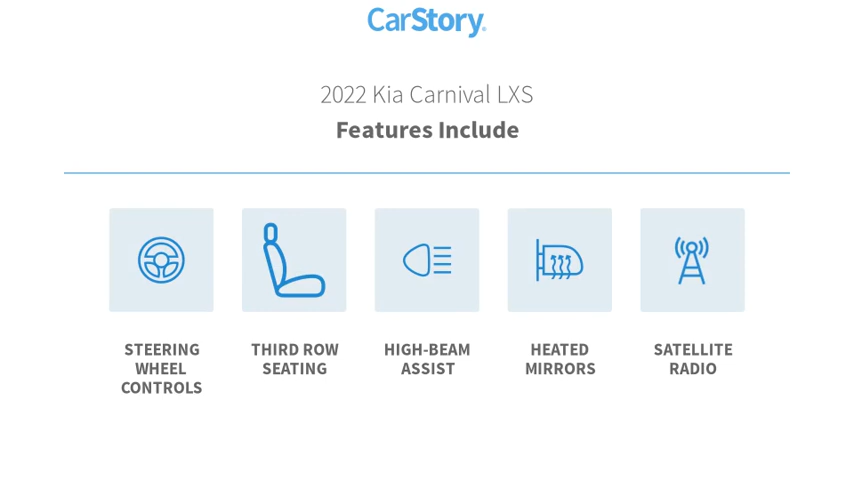 CarStory
2022 Kia Carnival LXS
Features Include
STEERING
WHEEL
CONTROLS
THIRD ROW
SEATING
HIGH-BEAM
ASSIST
HEATED
MIRRORS
SATELLITE
RADIO